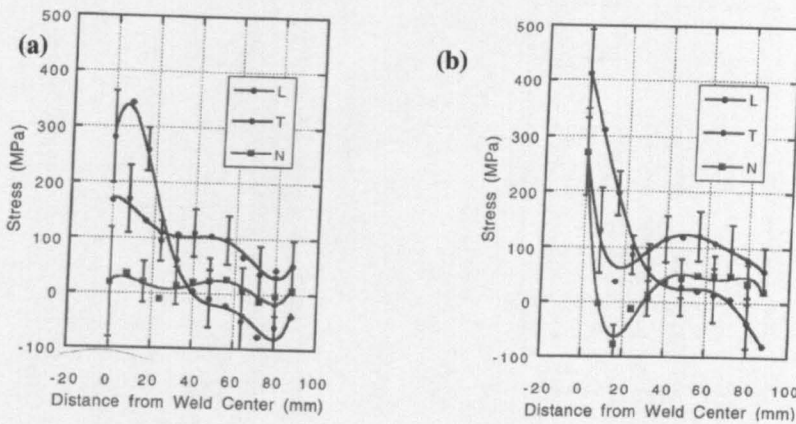 (a)
500
400
300
200
100
0
-100
Stress (MPa)
L
T
N
-20 0 20 40 60 80 100
Distance from Weld Center (mm)
(b)
500
400
300
200
100
0
-100
Stress (MPa)
L
T
N
-20 0 20 40 60 80 100
Distance from Weld Center (mm)